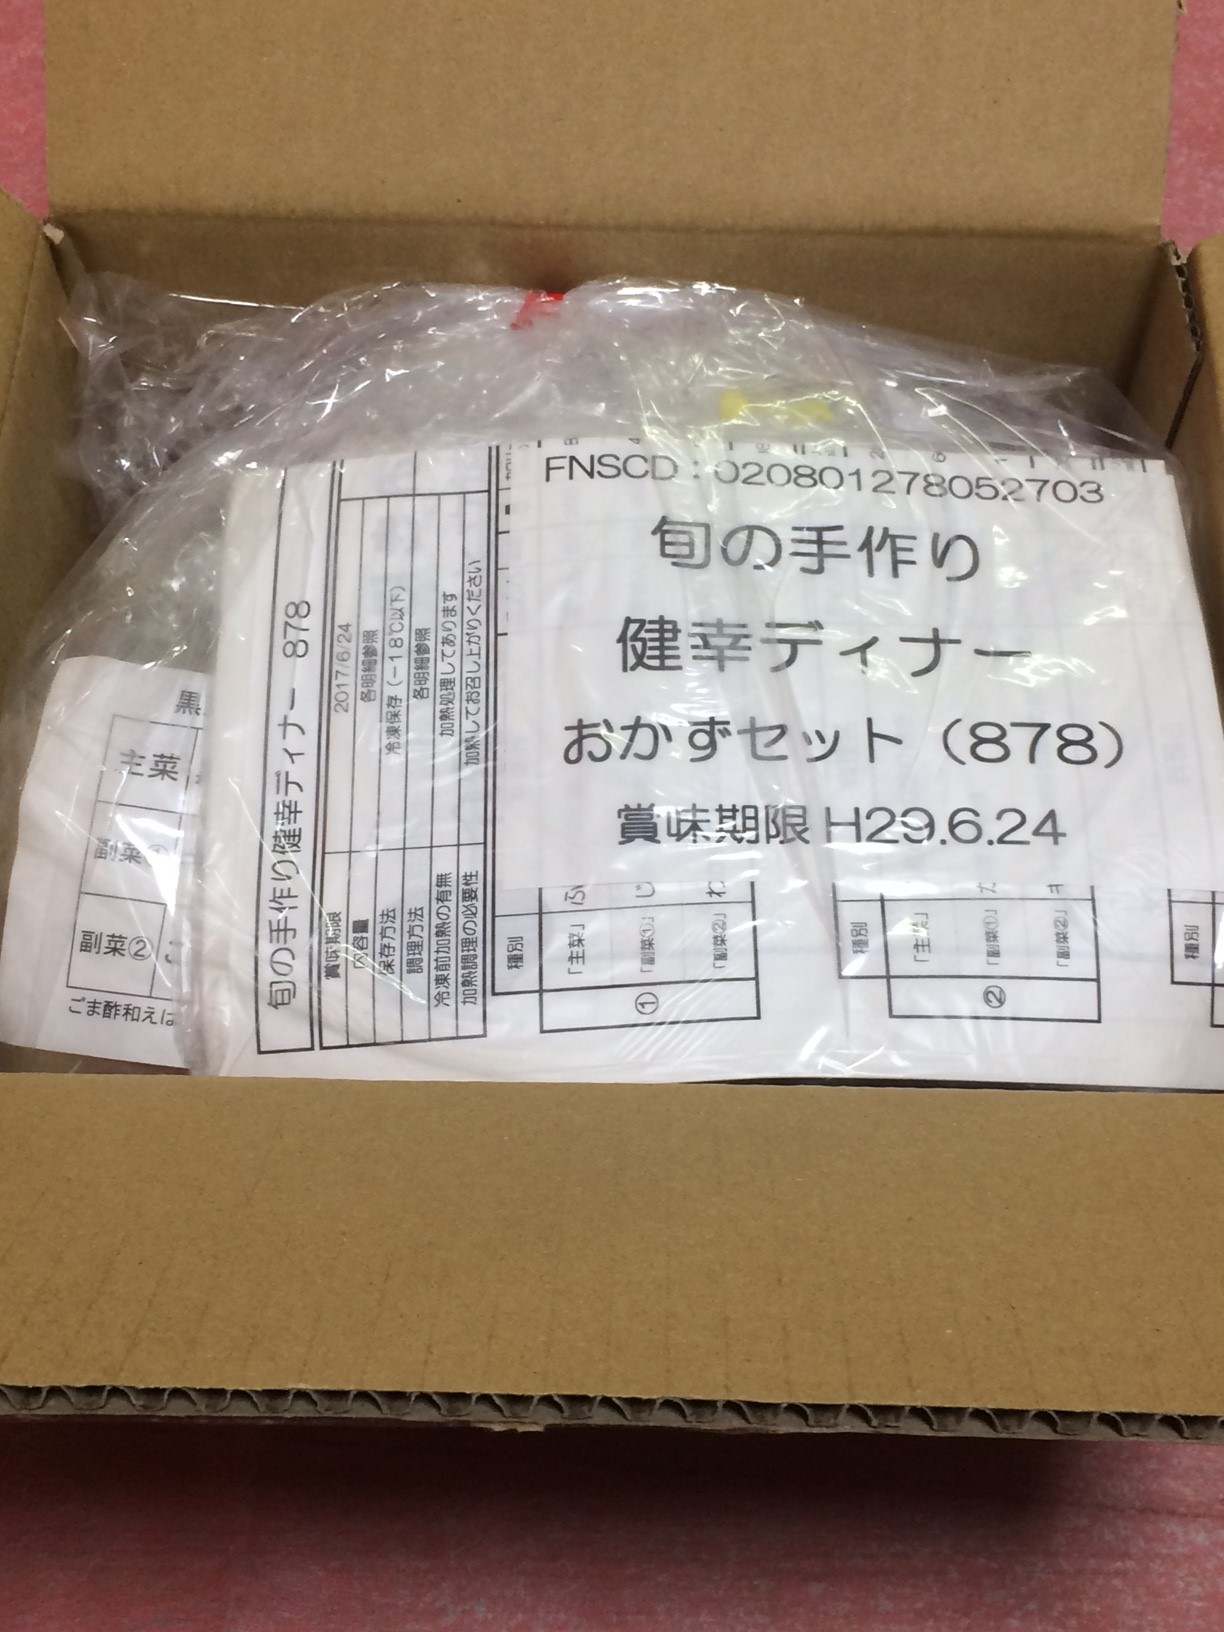 FNSCD：020801278052703
旬の手作り
健幸ディナー
おかずセット（878）
賞味期限 H29.6.24
旬の手作り健幸ディナー 878
賞味期限 2017/6/24
内容量 各明細参照
保存方法 冷凍保存(-18℃以下)
調理方法 各明細参照
冷凍前加熱の有無 加熱処理してあります
加熱調理の必要性 加熱してお召し上がりください
種別
①
「主菜」
「副菜①」 じ
「副菜②」 わ
種別
②
「主菜」
「副菜①」
「副菜②」
種別
黒
主菜
副菜①
副菜②
ごま酢和えは